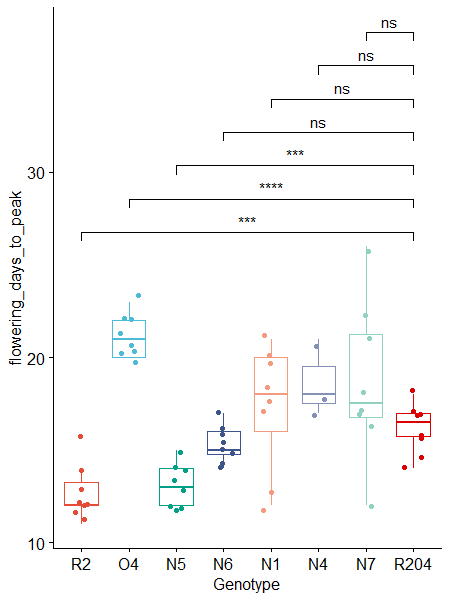 ns
ns
ns
ns
***
****
***
30
20
10
flowering_days_to_peak
R2 O4 N5 N6 N1 N4 N7 R204
Genotype